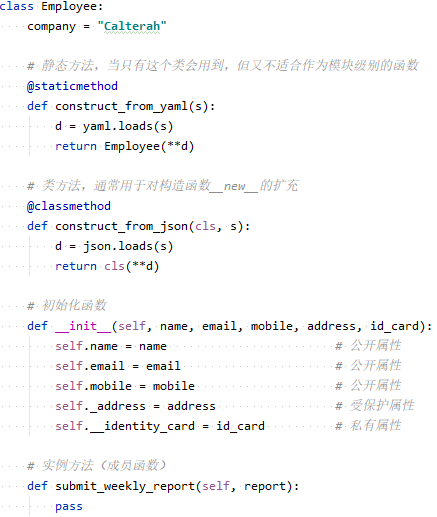 class Employee:
    company = "Calterah"

    # 静态方法，当只有这个类会用到，但又不适合作为模块级别的函数
    @staticmethod
    def construct_from_yaml(s):
        d = yaml.loads(s)
        return Employee(**d)

    # 类方法，通常用于对构造函数__new__的扩充
    @classmethod
    def construct_from_json(cls, s):
        d = json.loads(s)
        return cls(**d)

    # 初始化函数
    def __init__(self, name, email, mobile, address, id_card):
        self.name = name                        # 公开属性
        self.email = email                      # 公开属性
        self.mobile = mobile                    # 公开属性
        self._address = address                 # 受保护属性
        self.__identity_card = id_card          # 私有属性

    # 实例方法（成员函数）
    def submit_weekly_report(self, report):
        pass